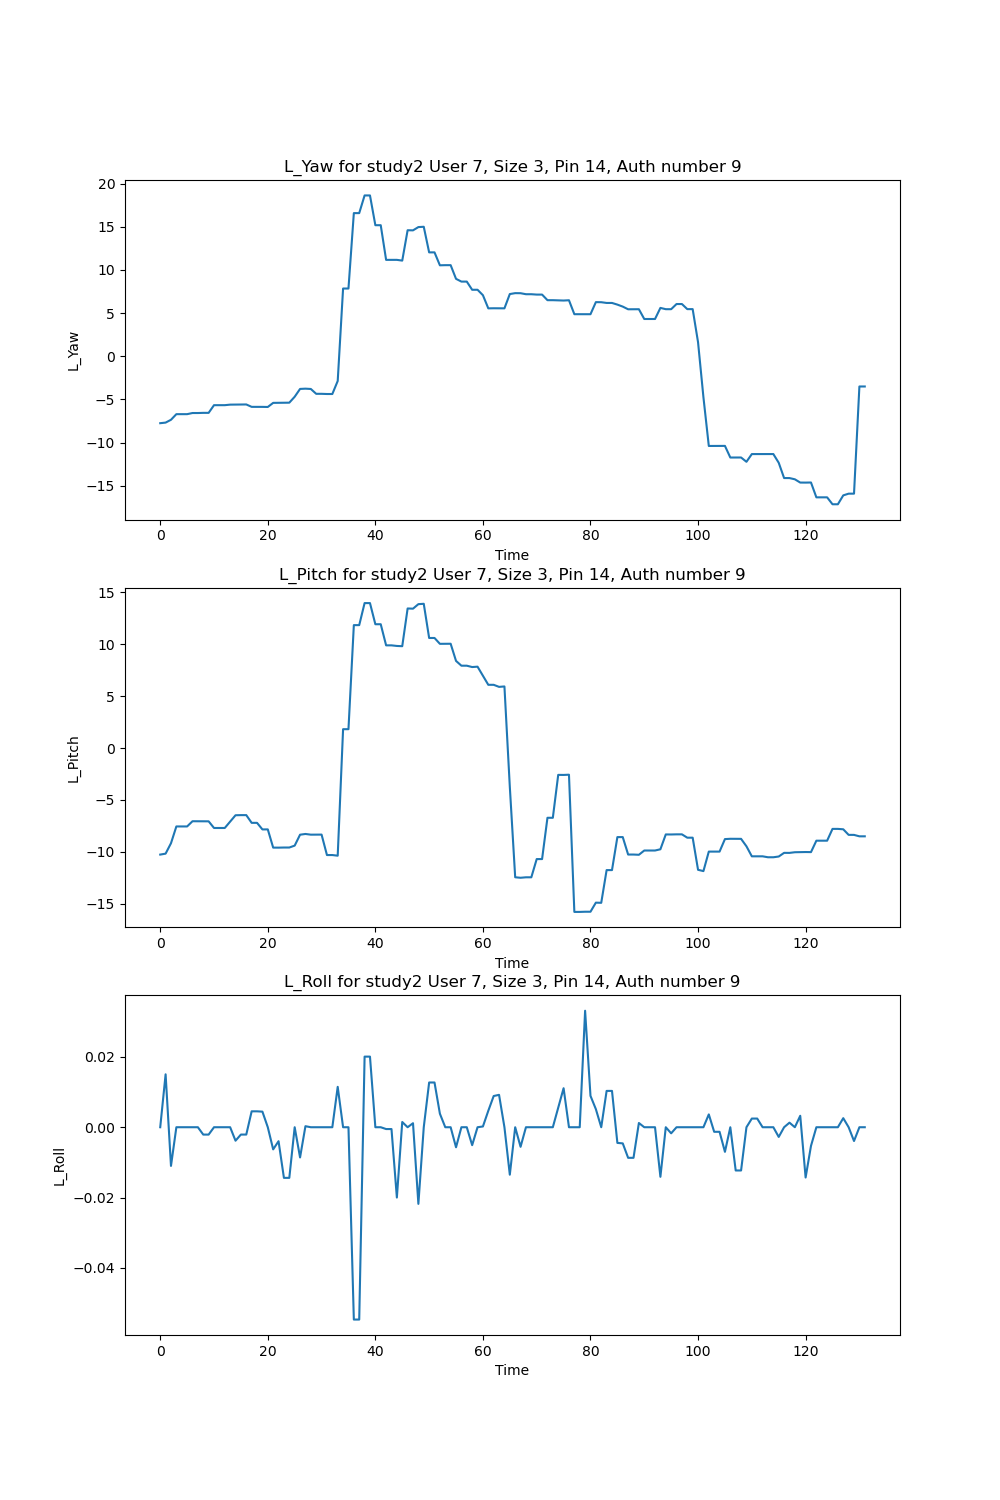 L_Yaw for study2 User 7, Size 3, Pin 14, Auth number 9
20
15
10
5
0
−5
−10
−15
L_Yaw
0 20 40 60 80 100 120
Time
L_Pitch for study2 User 7, Size 3, Pin 14, Auth number 9
15
10
5
0
−5
−10
−15
L_Pitch
0 20 40 60 80 100 120
Time
L_Roll for study2 User 7, Size 3, Pin 14, Auth number 9
0.02
0.00
−0.02
−0.04
L_Roll
0 20 40 60 80 100 120
Time